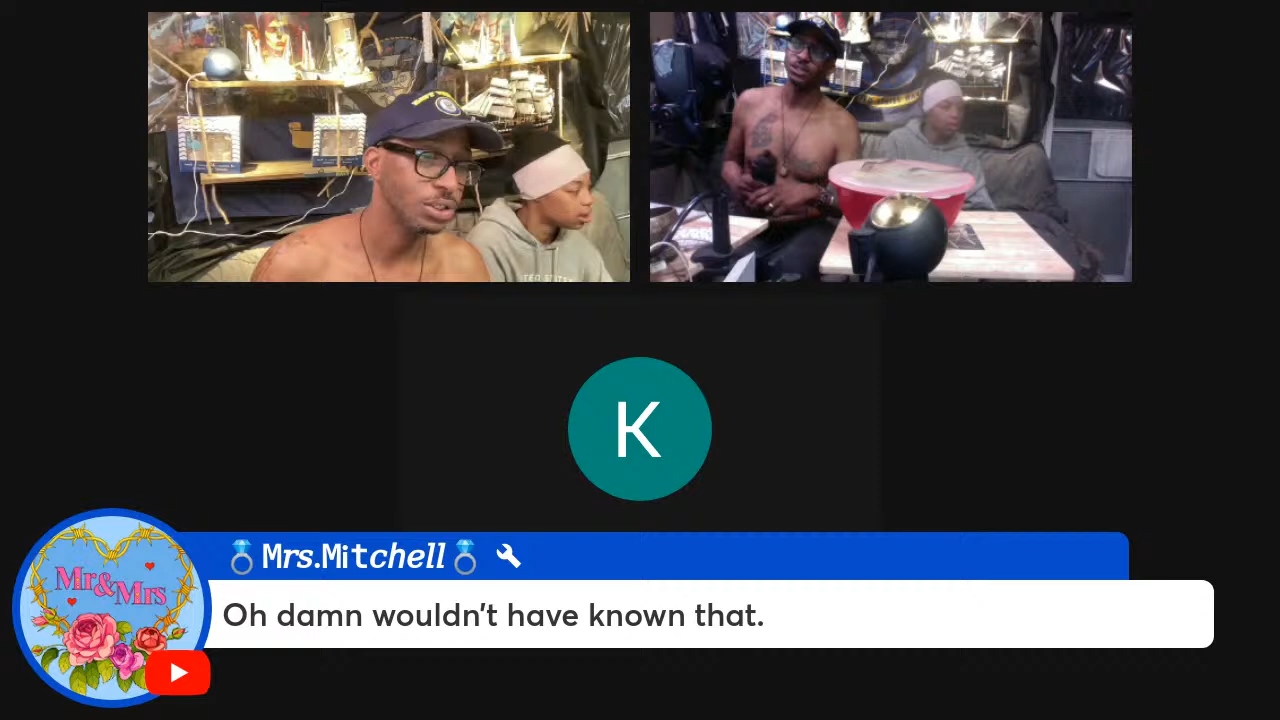 K
💍Mrs.Mitchell💍
Mr&Mrs
Oh damn wouldn't have known that.